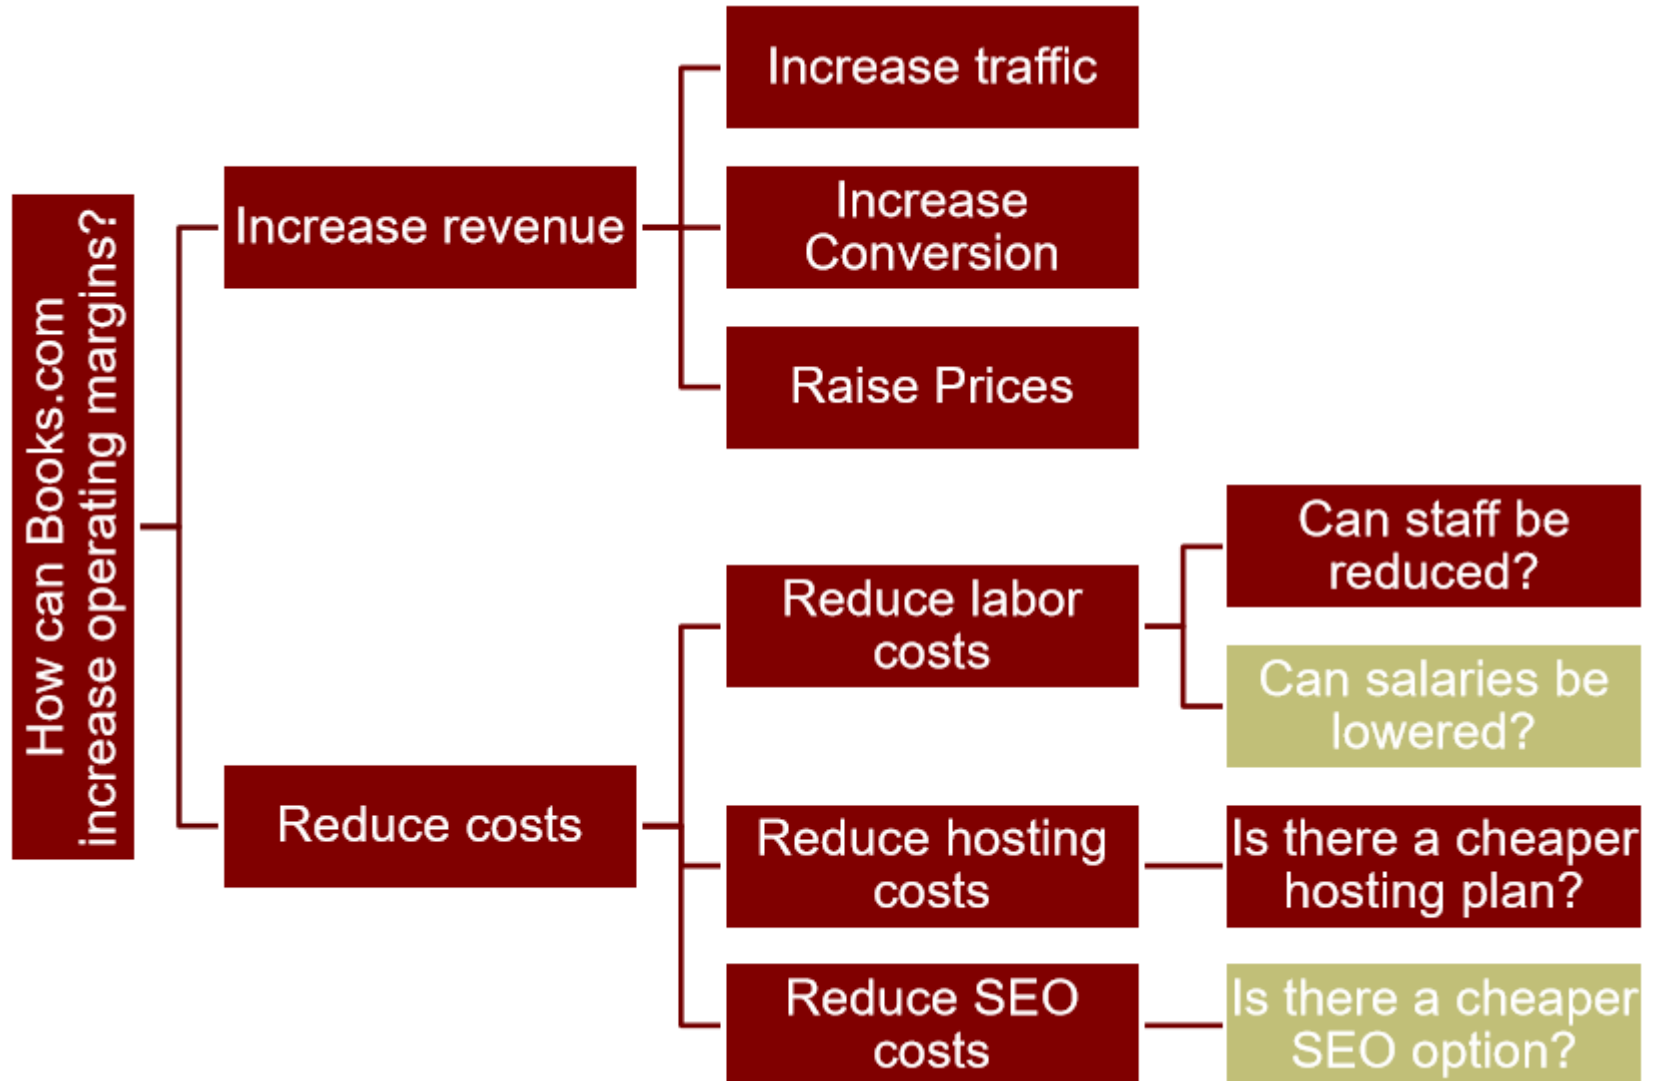 How can Books.com
increase operating margins?
Increase revenue
Increase traffic
Increase
Conversion
Raise Prices
Reduce costs
Reduce labor
costs
Can staff be
reduced?
Can salaries be
lowered?
Reduce hosting
costs
Is there a cheaper
hosting plan?
Reduce SEO
costs
Is there a cheaper
SEO option?